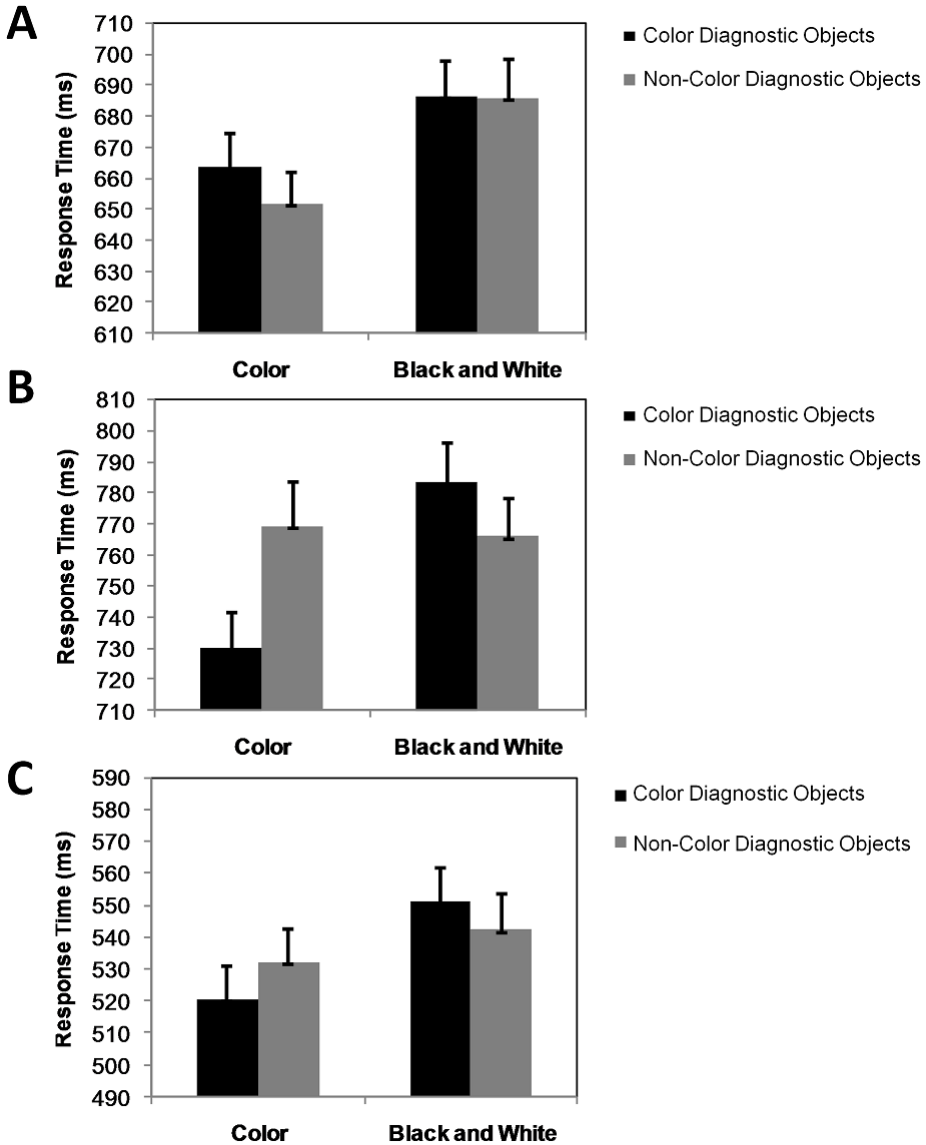 A
Response Time (ms)
710
700
690
680
670
660
650
640
630
620
610
Color
Black and White
Color Diagnostic Objects
Non-Color Diagnostic Objects
B
Response Time (ms)
810
800
790
780
770
760
750
740
730
720
710
Color
Black and White
Color Diagnostic Objects
Non-Color Diagnostic Objects
C
Response Time (ms)
590
580
570
560
550
540
530
520
510
500
490
Color
Black and White
Color Diagnostic Objects
Non-Color Diagnostic Objects